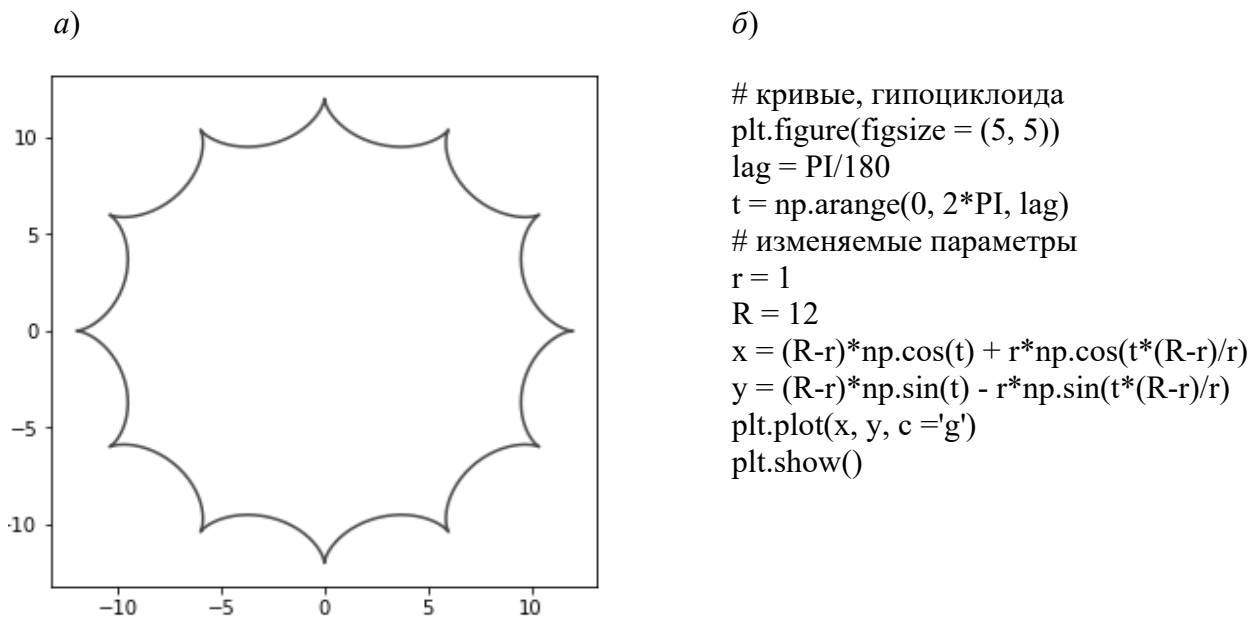 а)
10
5
0
−5
-10
−10 −5 0 5 10
б)
# кривые, гипоциклоида
plt.figure(figsize = (5, 5))
lag = PI/180
t = np.arange(0, 2*PI, lag)
# изменяемые параметры
r = 1
R = 12
x = (R-r)*np.cos(t) + r*np.cos(t*(R-r)/r)
y = (R-r)*np.sin(t) - r*np.sin(t*(R-r)/r)
plt.plot(x, y, c ='g')
plt.show()